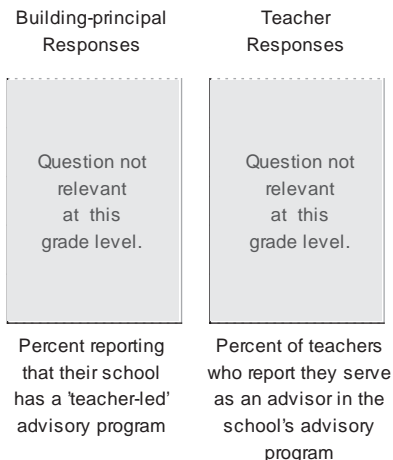 Building-principal
Responses
Teacher
Responses
Question not
relevant
at this
grade level.
Question not
relevant
at this
grade level.
Percent reporting
that their school
has a 'teacher-led'
advisory program
Percent of teachers
who report they serve
as an advisor in the
school's advisory
program